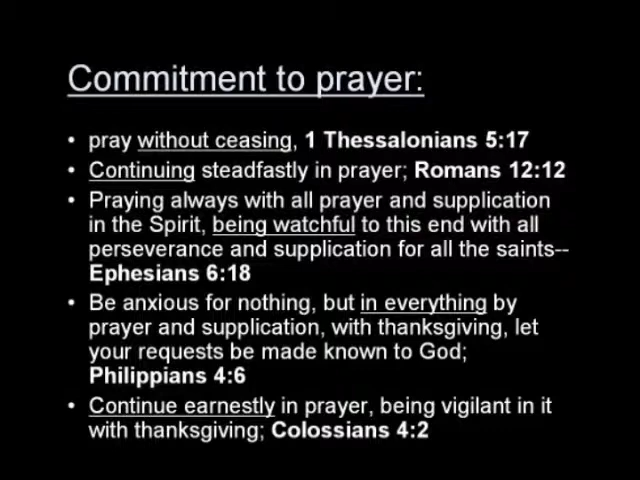 Commitment to prayer:
• pray without ceasing, 1 Thessalonians 5:17
• Continuing steadfastly in prayer; Romans 12:12
• Praying always with all prayer and supplication
in the Spirit, being watchful to this end with all
perseverance and supplication for all the saints--
Ephesians 6:18
• Be anxious for nothing, but in everything by
prayer and supplication, with thanksgiving, let
your requests be made known to God;
Philippians 4:6
• Continue earnestly in prayer, being vigilant in it
with thanksgiving; Colossians 4:2